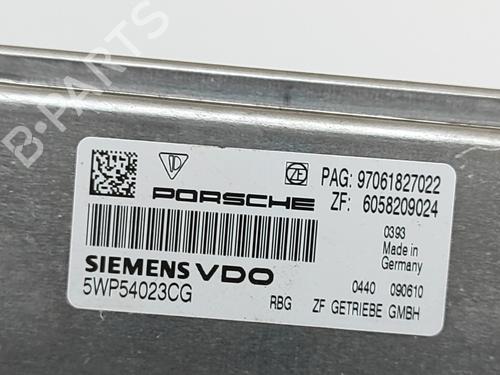 B-PARTS
ZF PAG: 97061827022
PORSCHE ZF: 6058209024
0393
Made in
Germany
SIEMENS VDO
5WP54023CG
0440 090610
RBG ZF GETRIEBE GMBH